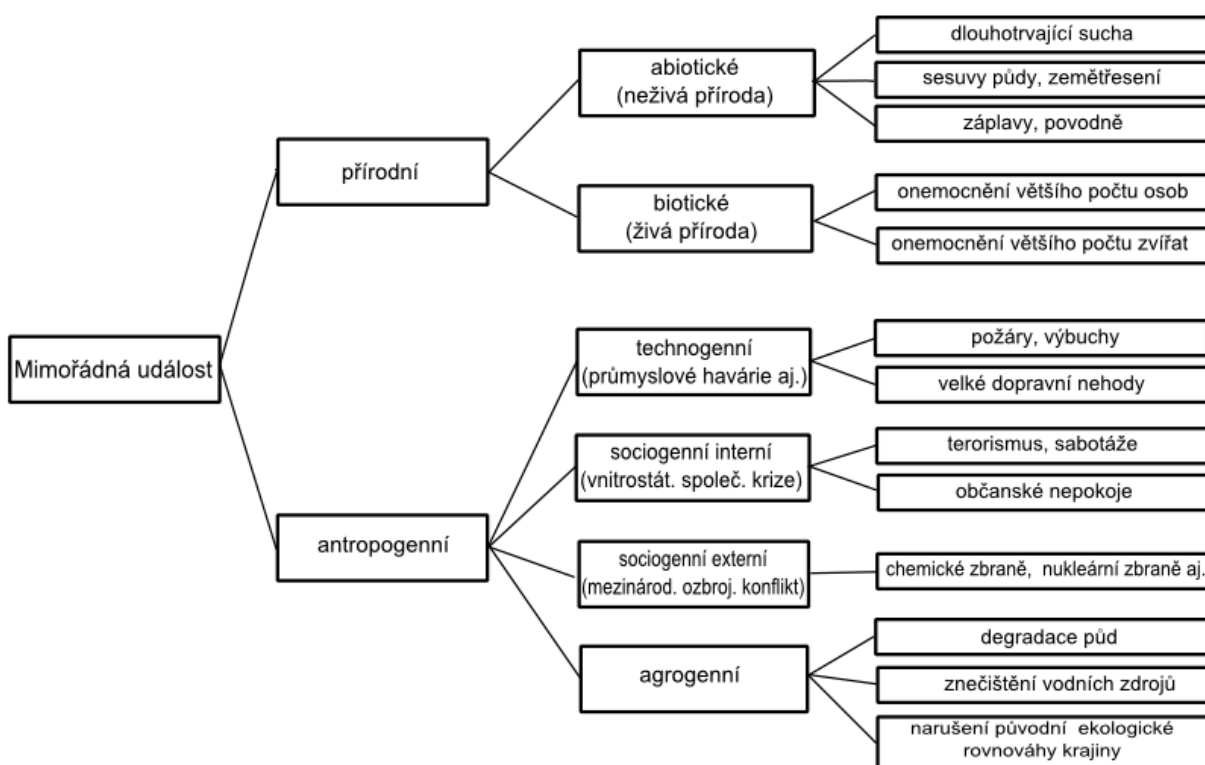 Mimořádná událost
přírodní
abiotické
(neživá příroda)
dlouhotrvající sucha
sesuvy půdy, zemětřesení
záplavy, povodně
biotické
(živá příroda)
onemocnění většího počtu osob
onemocnění většího počtu zvířat
antropogenní
technogenní
(průmyslové havárie aj.)
požáry, výbuchy
velké dopravní nehody
sociogenní interní
(vnitrostát. společ. krize)
terorismus, sabotáže
občanské nepokoje
sociogenní externí
(mezinárod. ozbroj. konflikt)
chemické zbraně, nukleární zbraně aj.
agrogenní
degradace půd
znečištění vodních zdrojů
narušení původní ekologické
rovnováhy krajiny